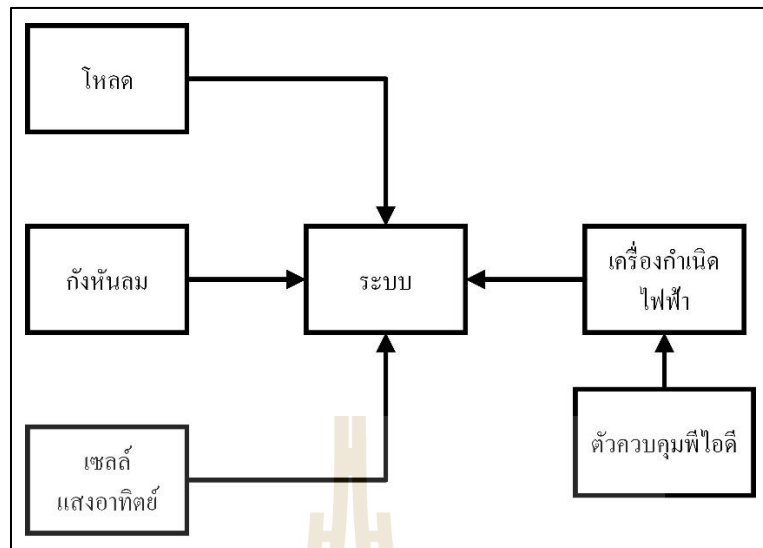 โหลด
กังหันลม
ระบบ
เครื่องกำเนิด
ไฟฟ้า
เซลล์
แสงอาทิตย์
ตัวควบคุมพีไอดี